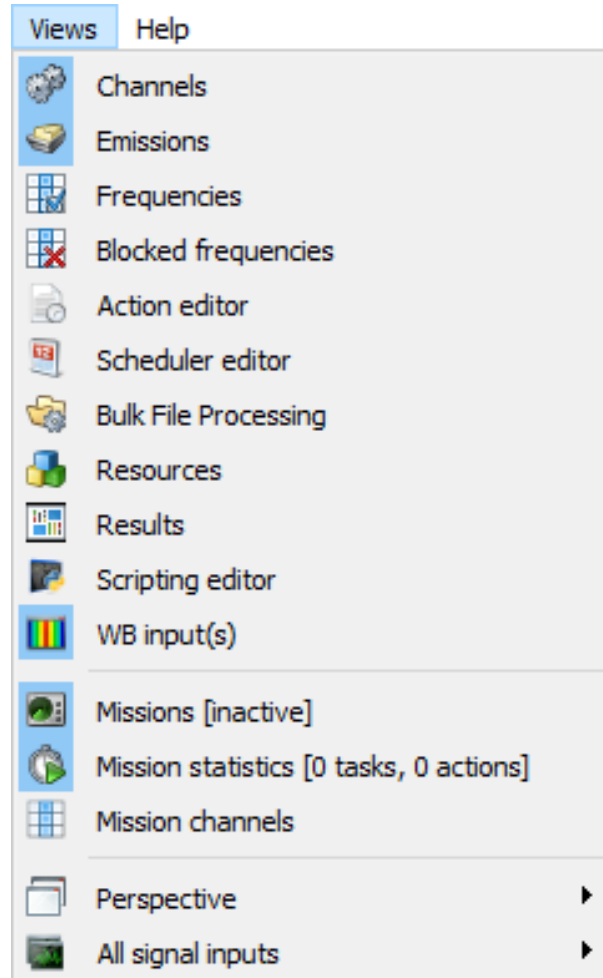 Views Help
Channels
Emissions
Frequencies
Blocked frequencies
Action editor
12
Scheduler editor
Bulk File Processing
Resources
Results
Scripting editor
WB input(s)
Missions [inactive]
Mission statistics [0 tasks, 0 actions]
Mission channels
Perspective
All signal inputs